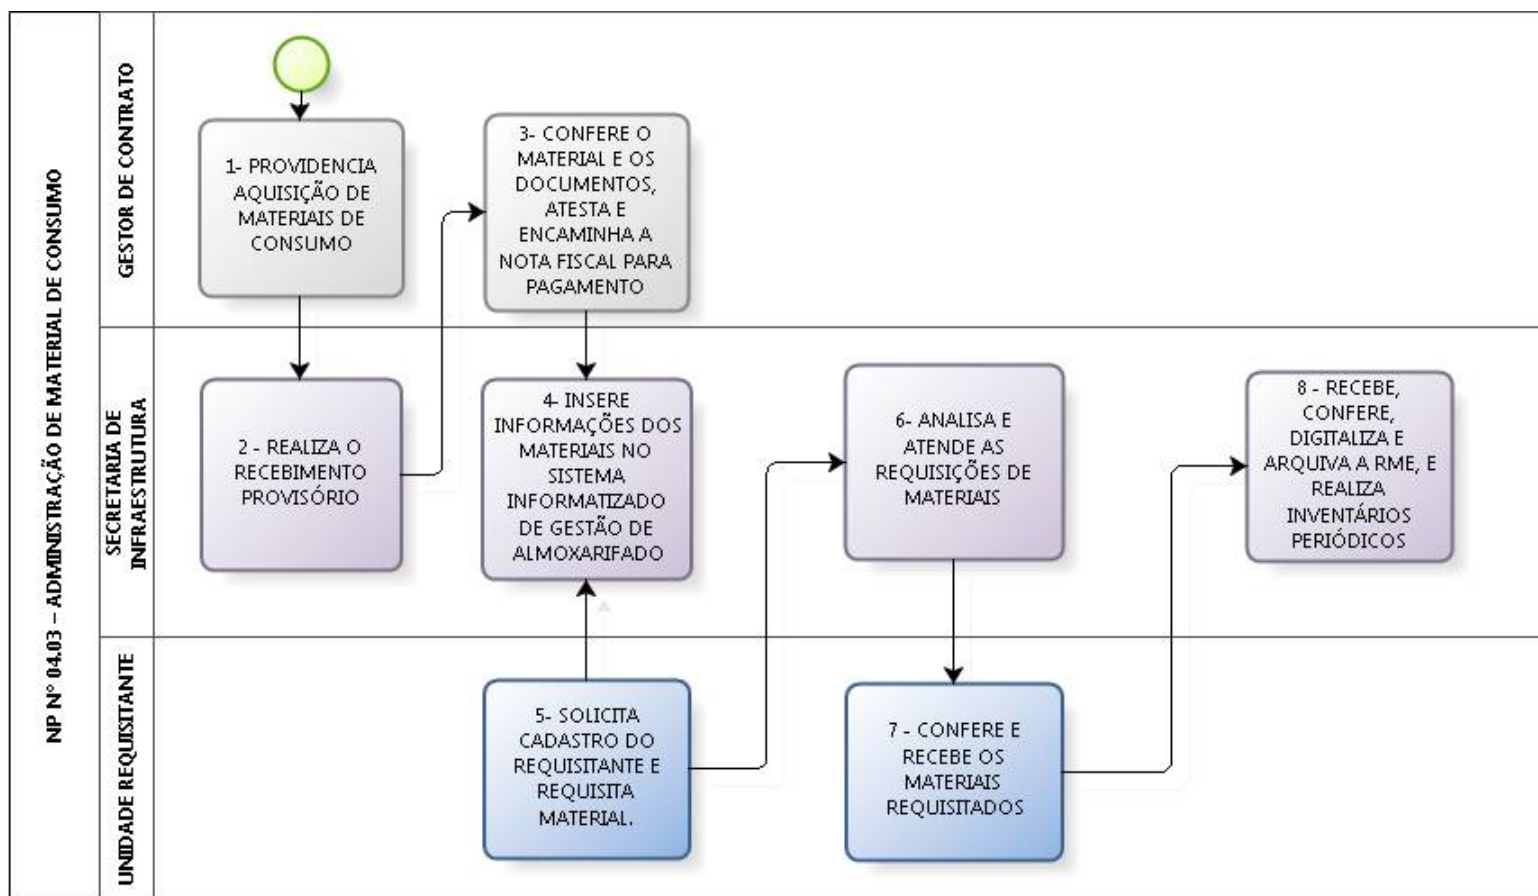 NP Nº 04.03 – ADMINISTRAÇÃO DE MATERIAL DE CONSUMO
GESTOR DE CONTRATO
1- PROVIDENCIA
AQUISIÇÃO DE
MATERIAIS DE
CONSUMO
3- CONFERE O
MATERIAL E OS
DOCUMENTOS,
ATESTA E
ENCAMINHA A
NOTA FISCAL PARA
PAGAMENTO
SECRETARIA DE
INFRAESTRUTURA
2 - REALIZA O
RECEBIMENTO
PROVISÓRIO
4- INSERE
INFORMAÇÕES DOS
MATERIAIS NO
SISTEMA
INFORMATIZADO
DE GESTÃO DE
ALMOXARIFADO
6- ANALISA E
ATENDE AS
REQUISIÇÕES DE
MATERIAIS
8 - RECEBE,
CONFERE,
DIGITALIZA E
ARQUIVA A RME, E
REALIZA
INVENTÁRIOS
PERIÓDICOS
UNIDADE REQUISITANTE
5- SOLICITA
CADASTRO DO
REQUISITANTE E
REQUISITA
MATERIAL.
7 - CONFERE E
RECEBE OS
MATERIAIS
REQUISITADOS